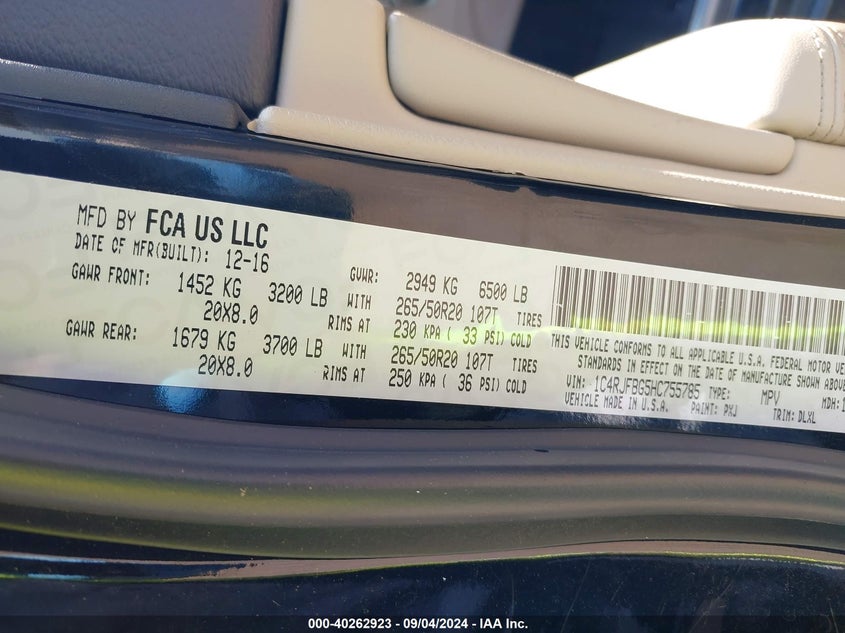 MFD BY FCA US LLC
DATE OF MFR(BUILT): 12-16
GVWR: 2949 KG 6500 LB
GAWR FRONT: 1452 KG 3200 LB WITH 265/50R20 107T TIRES
20X8.0 RIMS AT 230 KPA ( 33 PSI) COLD
GAWR REAR: 1679 KG 3700 LB WITH 265/50R20 107T TIRES
20X8.0 RIMS AT 250 KPA ( 36 PSI) COLD
THIS VEHICLE CONFORMS TO ALL APPLICABLE U.S.A. FEDERAL MOTOR VE
STANDARDS IN EFFECT ON THE DATE OF MANUFACTURE SHOWN ABOVE
VIN: 1C4RJFBG5HC755785 TYPE: MPV MDH:
VEHICLE MADE IN U.S.A. PAINT: PXJ TRIM: DLXL
000-40262923 - 09/04/2024 - IAA Inc.